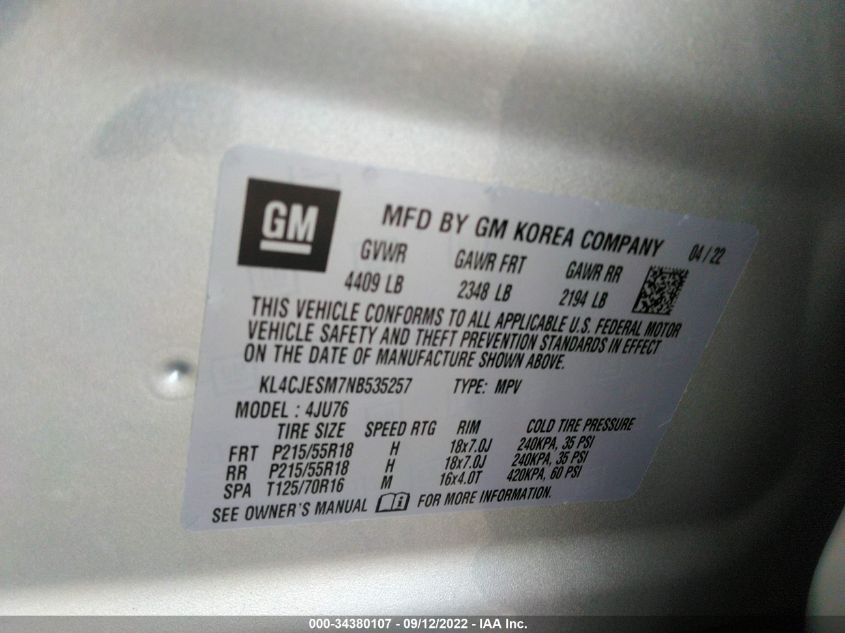 GM
MFD BY GM KOREA COMPANY 04/22
GVWR GAWR FRT GAWR RR
4409 LB 2348 LB 2194 LB
THIS VEHICLE CONFORMS TO ALL APPLICABLE U.S. FEDERAL MOTOR
VEHICLE SAFETY AND THEFT PREVENTION STANDARDS IN EFFECT
ON THE DATE OF MANUFACTURE SHOWN ABOVE.
KL4CJESM7NB535257 TYPE: MPV
MODEL : 4JU76
TIRE SIZE SPEED RTG RIM COLD TIRE PRESSURE
FRT P215/55R18 H 18x7.0J 240KPA, 35 PSI
RR P215/55R18 H 18x7.0J 240KPA, 35 PSI
SPA T125/70R16 M 16x4.0T 420KPA, 60 PSI
SEE OWNER'S MANUAL FOR MORE INFORMATION.
000-34380107 - 09/12/2022 - IAA Inc.